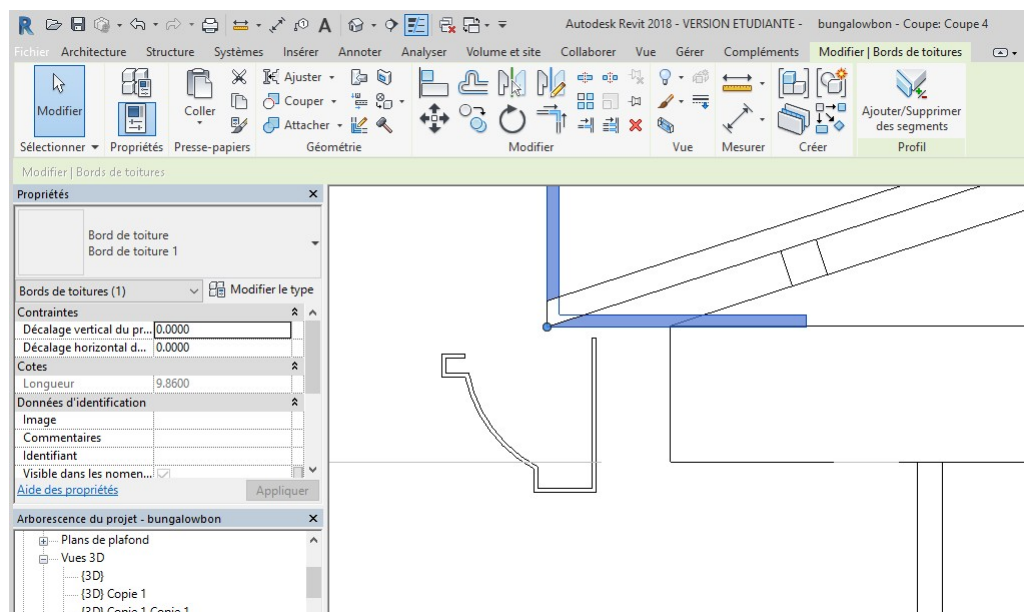 Autodesk Revit 2018 - VERSION ETUDIANTE - bungalowbon - Coupe: Coupe 4
Fichier Architecture Structure Systèmes Insérer Annoter Analyser Volume et site Collaborer Vue Gérer Compléments Modifier | Bords de toitures
Modifier
Coller
Ajuster
Couper
Attacher
Ajouter/Supprimer
des segments
Sélectionner Propriétés Presse-papiers Géométrie Modifier Vue Mesurer Créer Profil
Modifier | Bords de toitures
Propriétés
Bord de toiture
Bord de toiture 1
Bords de toitures (1) Modifier le type
Contraintes
Décalage vertical du pr... 0.0000
Décalage horizontal d... 0.0000
Cotes
Longueur 9.8600
Données d'identification
Image
Commentaires
Identifiant
Visible dans les nomen...
Aide des propriétés Appliquer
Arborescence du projet - bungalowbon
Plans de plafond
Vues 3D
{3D}
{3D} Copie 1
{3D} Copie 1 Copie 1